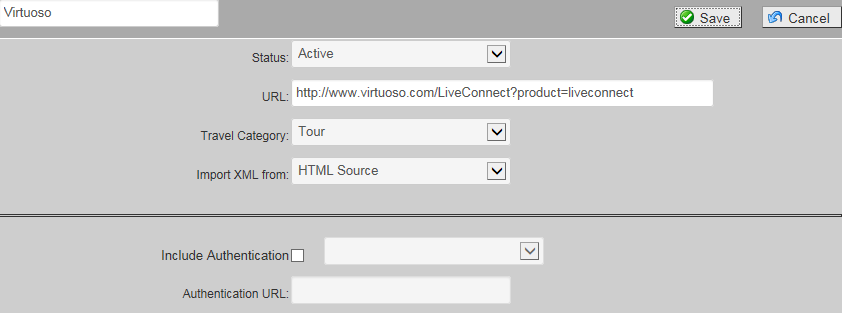 Virtuoso
Save
Cancel
Status: Active
URL: http://www.virtuoso.com/LiveConnect?product=liveconnect
Travel Category: Tour
Import XML from: HTML Source
Include Authentication
Authentication URL: